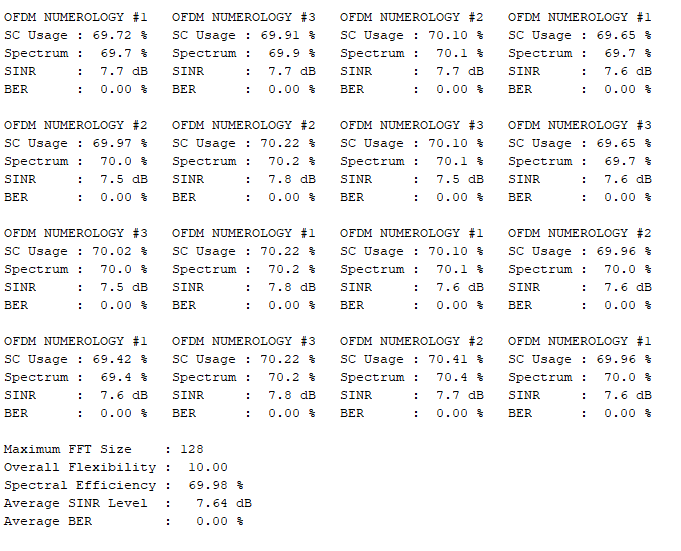 OFDM NUMEROLOGY #1   OFDM NUMEROLOGY #3   OFDM NUMEROLOGY #2   OFDM NUMEROLOGY #1
SC Usage : 69.72 %   SC Usage : 69.91 %   SC Usage : 70.10 %   SC Usage : 69.65 %
Spectrum :  69.7 %   Spectrum :  69.9 %   Spectrum :  70.1 %   Spectrum :  69.7 %
SINR     :  7.7 dB   SINR     :  7.7 dB   SINR     :  7.7 dB   SINR     :  7.6 dB
BER      :  0.00 %   BER      :  0.00 %   BER      :  0.00 %   BER      :  0.00 %

OFDM NUMEROLOGY #2   OFDM NUMEROLOGY #2   OFDM NUMEROLOGY #3   OFDM NUMEROLOGY #3
SC Usage : 69.97 %   SC Usage : 70.22 %   SC Usage : 70.10 %   SC Usage : 69.65 %
Spectrum :  70.0 %   Spectrum :  70.2 %   Spectrum :  70.1 %   Spectrum :  69.7 %
SINR     :  7.5 dB   SINR     :  7.8 dB   SINR     :  7.5 dB   SINR     :  7.6 dB
BER      :  0.00 %   BER      :  0.00 %   BER      :  0.00 %   BER      :  0.00 %

OFDM NUMEROLOGY #3   OFDM NUMEROLOGY #1   OFDM NUMEROLOGY #1   OFDM NUMEROLOGY #2
SC Usage : 70.02 %   SC Usage : 70.22 %   SC Usage : 70.10 %   SC Usage : 69.96 %
Spectrum :  70.0 %   Spectrum :  70.2 %   Spectrum :  70.1 %   Spectrum :  70.0 %
SINR     :  7.5 dB   SINR     :  7.8 dB   SINR     :  7.6 dB   SINR     :  7.6 dB
BER      :  0.00 %   BER      :  0.00 %   BER      :  0.00 %   BER      :  0.00 %

OFDM NUMEROLOGY #1   OFDM NUMEROLOGY #3   OFDM NUMEROLOGY #2   OFDM NUMEROLOGY #1
SC Usage : 69.42 %   SC Usage : 70.22 %   SC Usage : 70.41 %   SC Usage : 69.96 %
Spectrum :  69.4 %   Spectrum :  70.2 %   Spectrum :  70.4 %   Spectrum :  70.0 %
SINR     :  7.6 dB   SINR     :  7.8 dB   SINR     :  7.7 dB   SINR     :  7.6 dB
BER      :  0.00 %   BER      :  0.00 %   BER      :  0.00 %   BER      :  0.00 %

Maximum FFT Size    : 128
Overall Flexibility :  10.00
Spectral Efficiency :  69.98 %
Average SINR Level  :   7.64 dB
Average BER         :   0.00 %